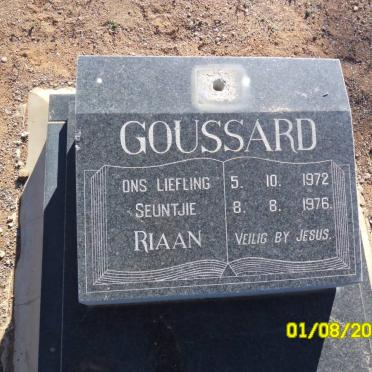 GOUSSARD
ONS LIEFLING
SEUNTJIE
RIAAN
5. 10. 1972
8. 8. 1976.
VEILIG BY JESUS.
01/08/20